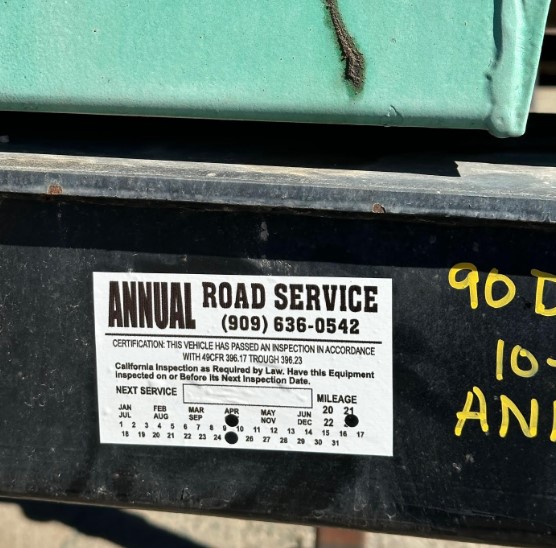 ANNUAL ROAD SERVICE
(909) 636-0542
CERTIFICATION: THIS VEHICLE HAS PASSED AN INSPECTION IN ACCORDANCE
WITH 49CFR 396.17 TROUGH 396.23
California Inspection as Required by Law. Have this Equipment
Inspected on or Before its Next Inspection Date.
NEXT SERVICE MILEAGE
JAN FEB MAR APR MAY JUN 20 21
JUL AUG SEP NOV DEC 22
1 2 3 4 5 6 7 8 9 10 11 12 13 14 15 16 17
18 19 20 21 22 23 24 26 27 28 29 30 31
90 D
10-
AN